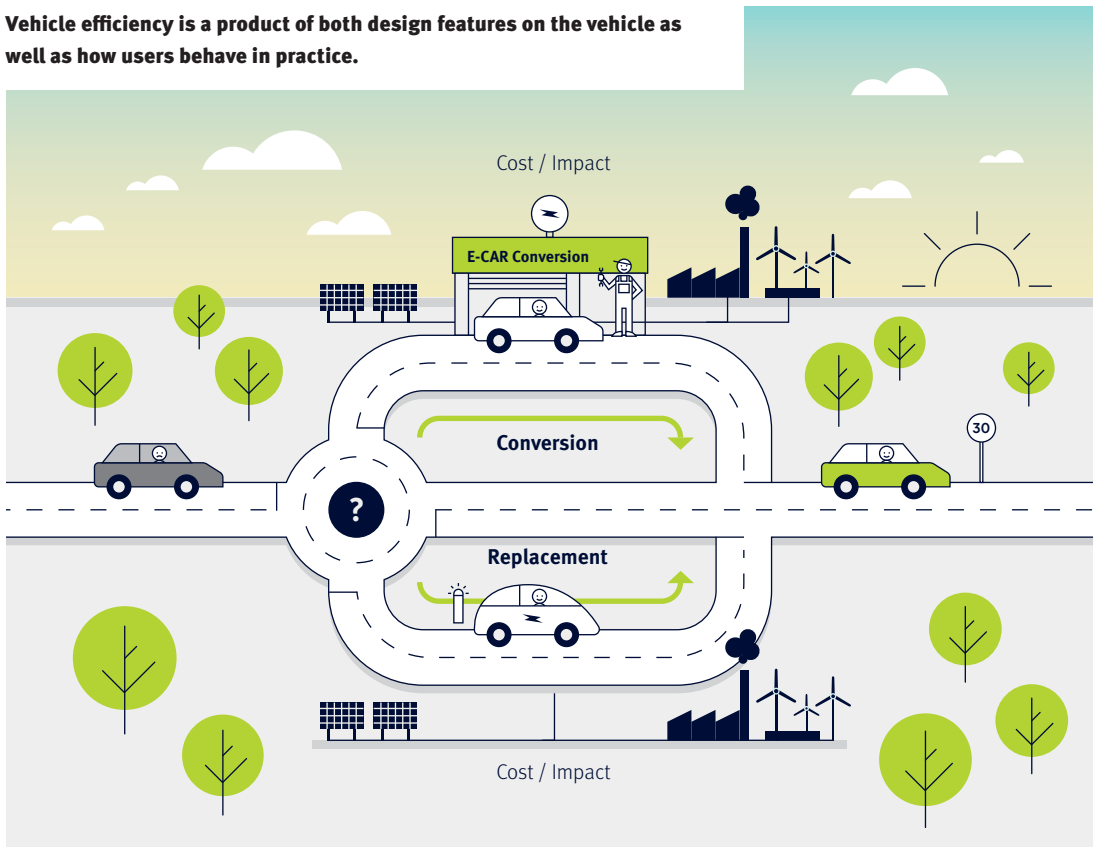 Vehicle efficiency is a product of both design features on the vehicle as
well as how users behave in practice.
Cost / Impact
E-CAR Conversion
Conversion
30
?
Replacement
Cost / Impact